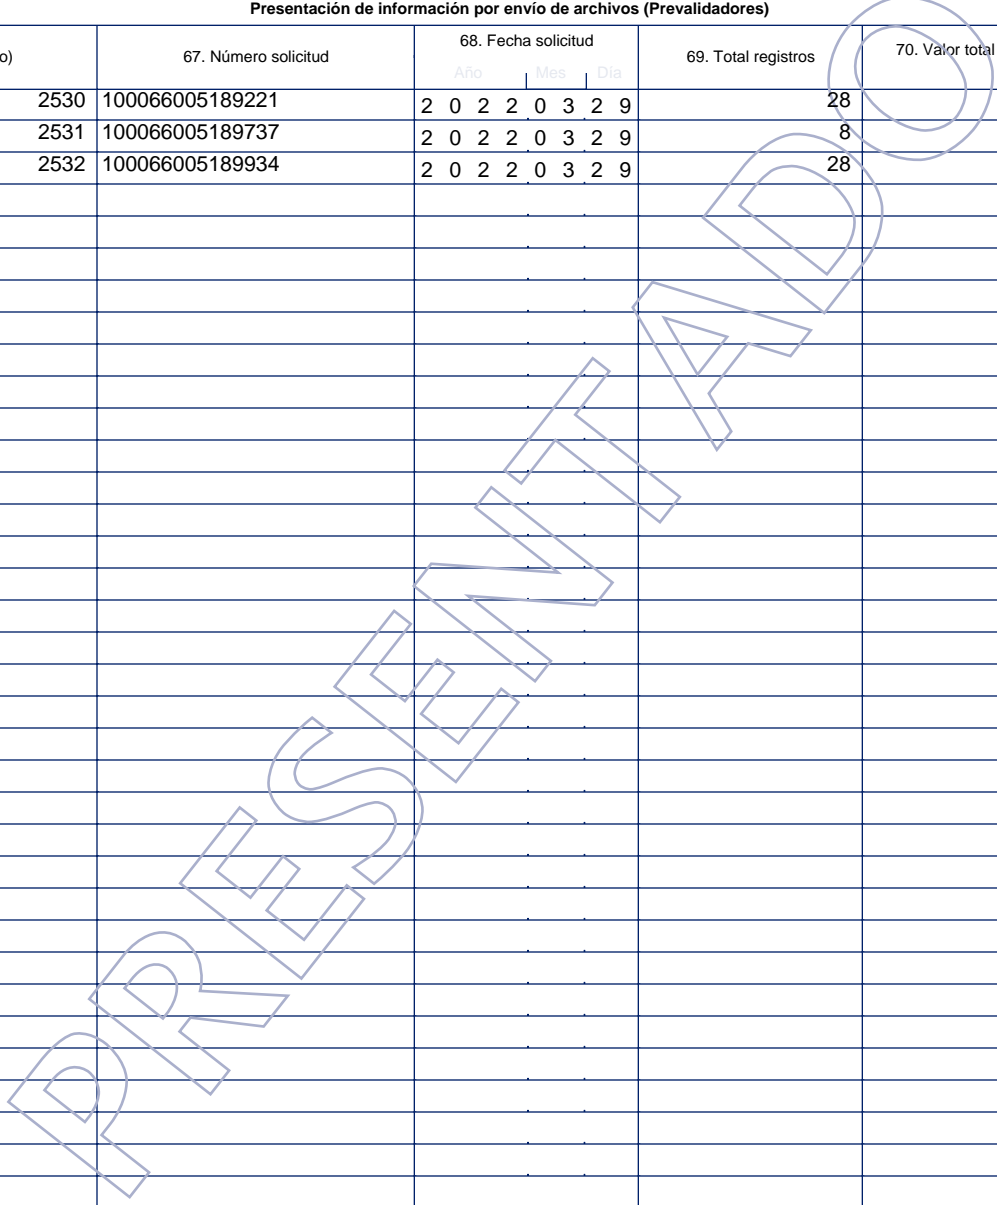 Presentación de información por envío de archivos (Prevalidadores)
o) 67. Número solicitud 68. Fecha solicitud 69. Total registros 70. Valor total
Año Mes Día
2530 100066005189221 2 0 2 2 0 3 2 9 28
2531 100066005189737 2 0 2 2 0 3 2 9 8
2532 100066005189934 2 0 2 2 0 3 2 9 28
PRESENTADO